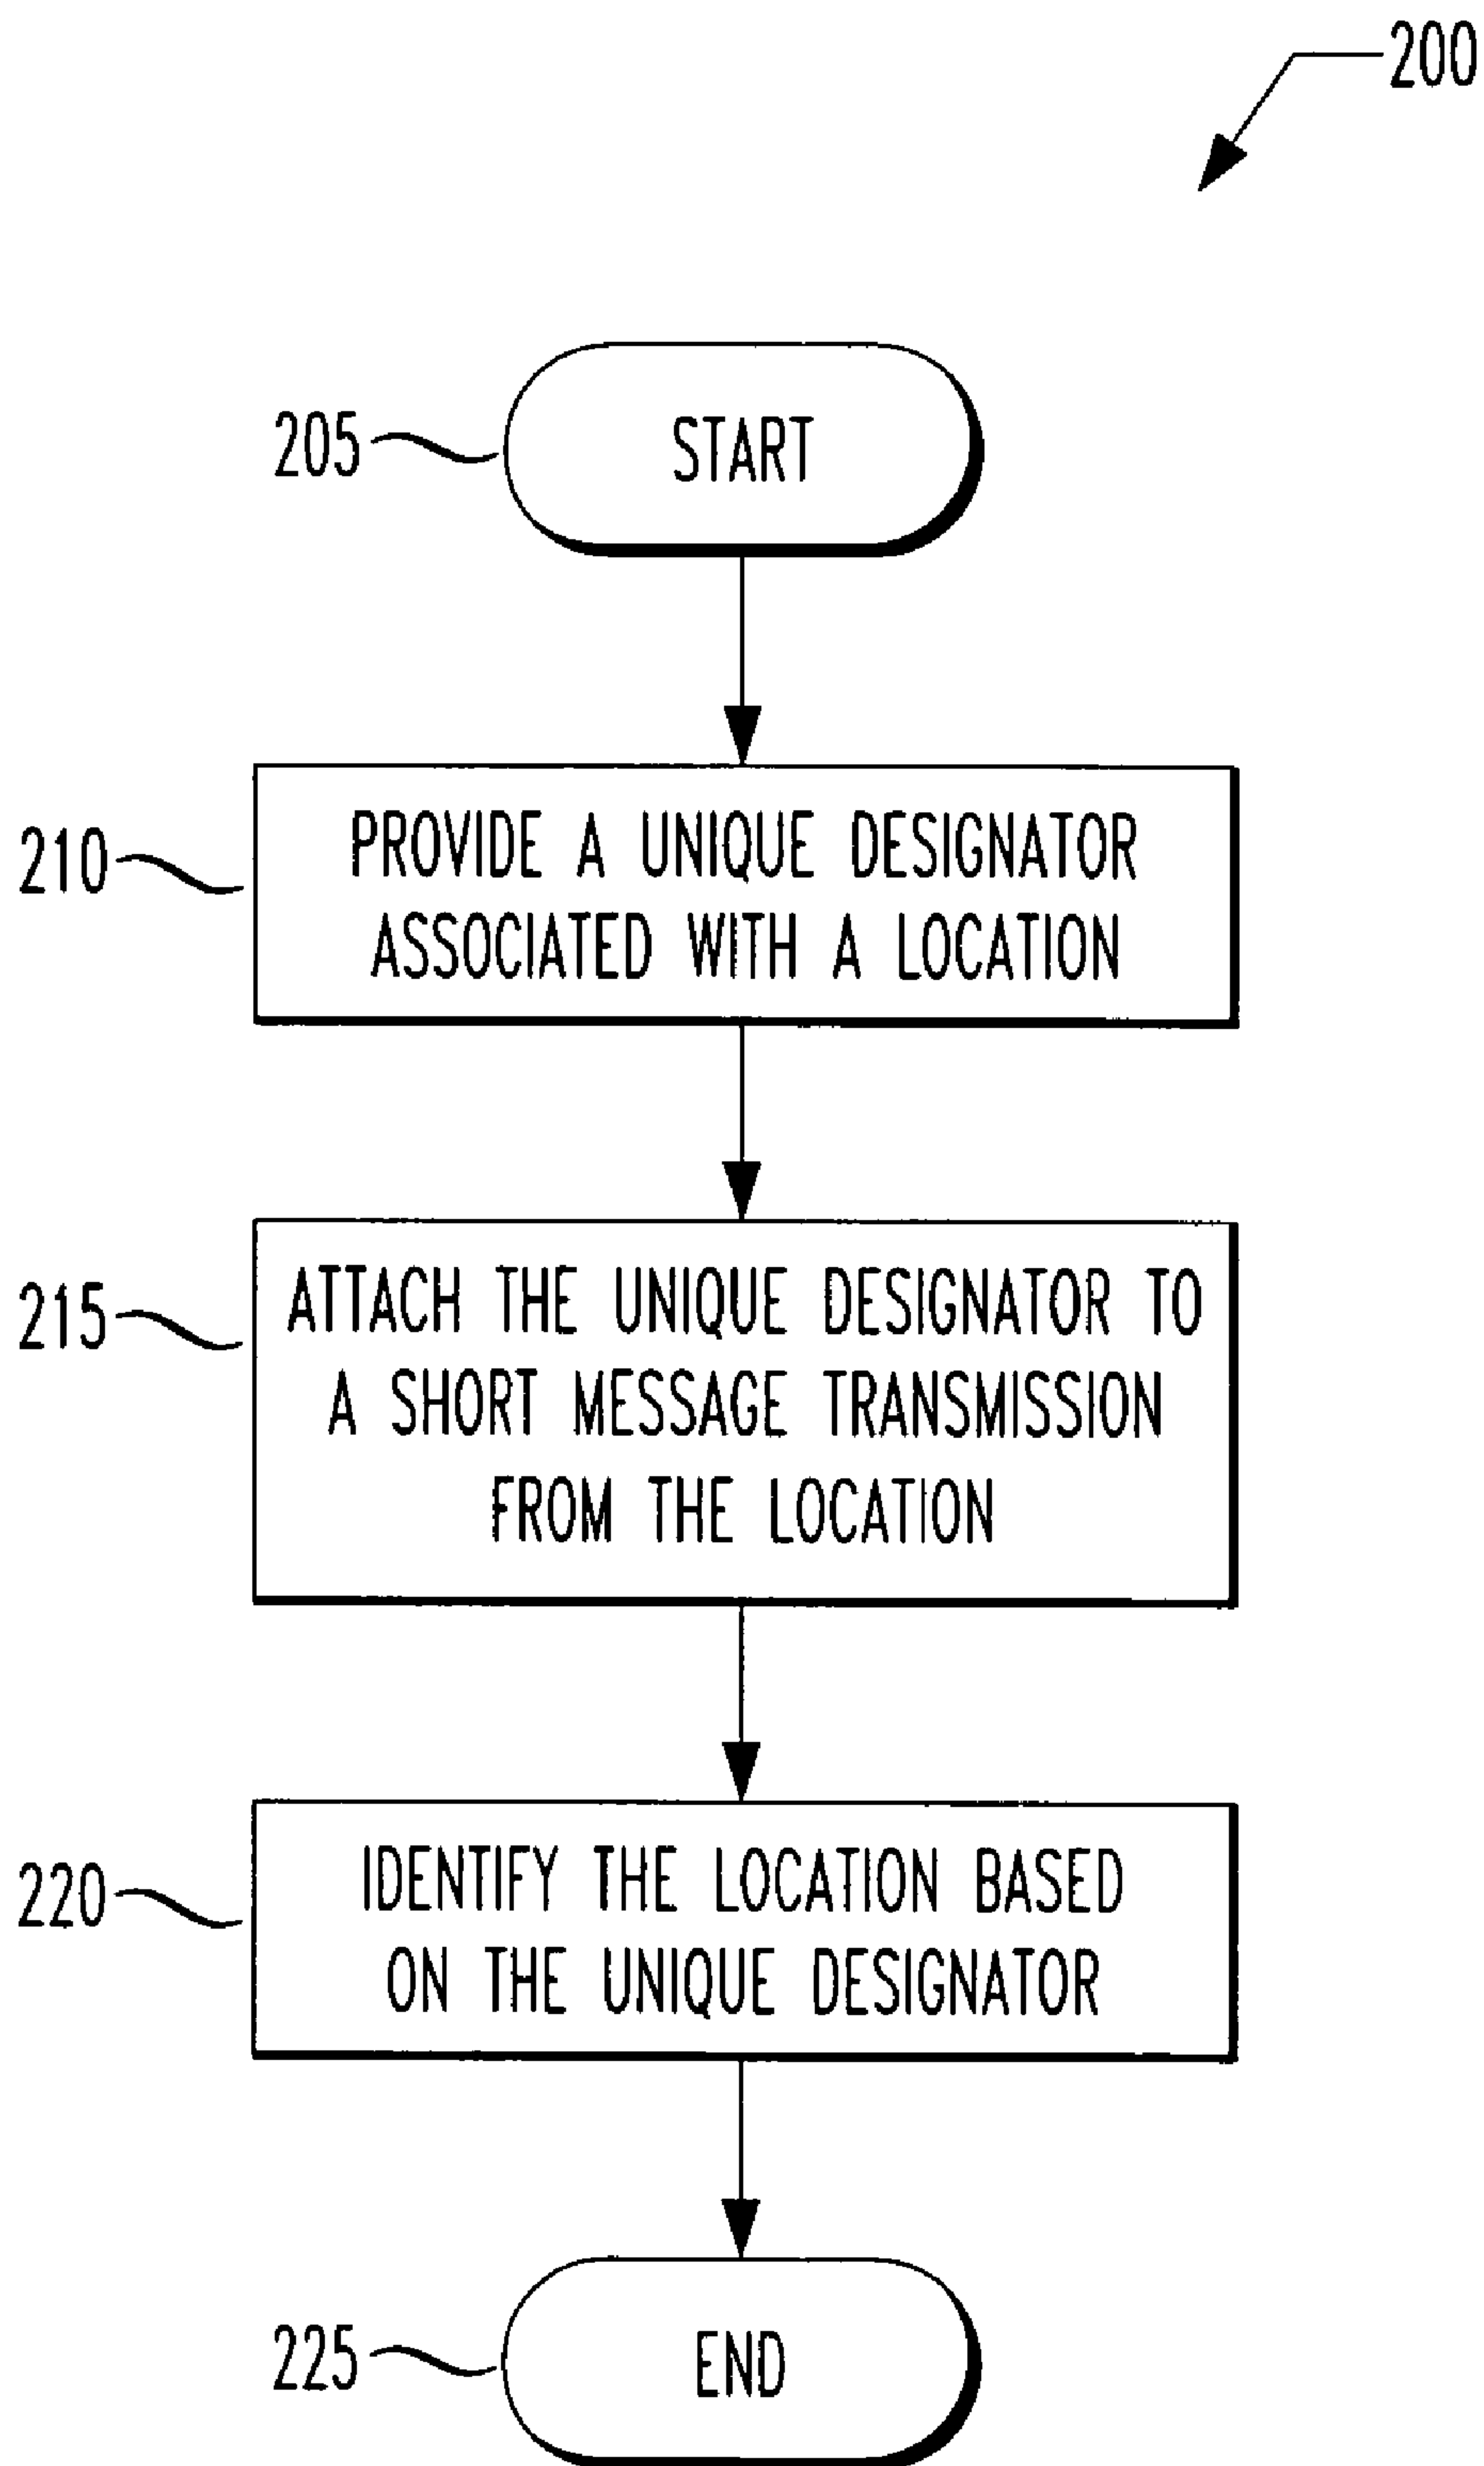 200
205
START
210
PROVIDE A UNIQUE DESIGNATOR
ASSOCIATED WITH A LOCATION
215
ATTACH THE UNIQUE DESIGNATOR TO
A SHORT MESSAGE TRANSMISSION
FROM THE LOCATION
220
IDENTIFY THE LOCATION BASED
ON THE UNIQUE DESIGNATOR
225
END